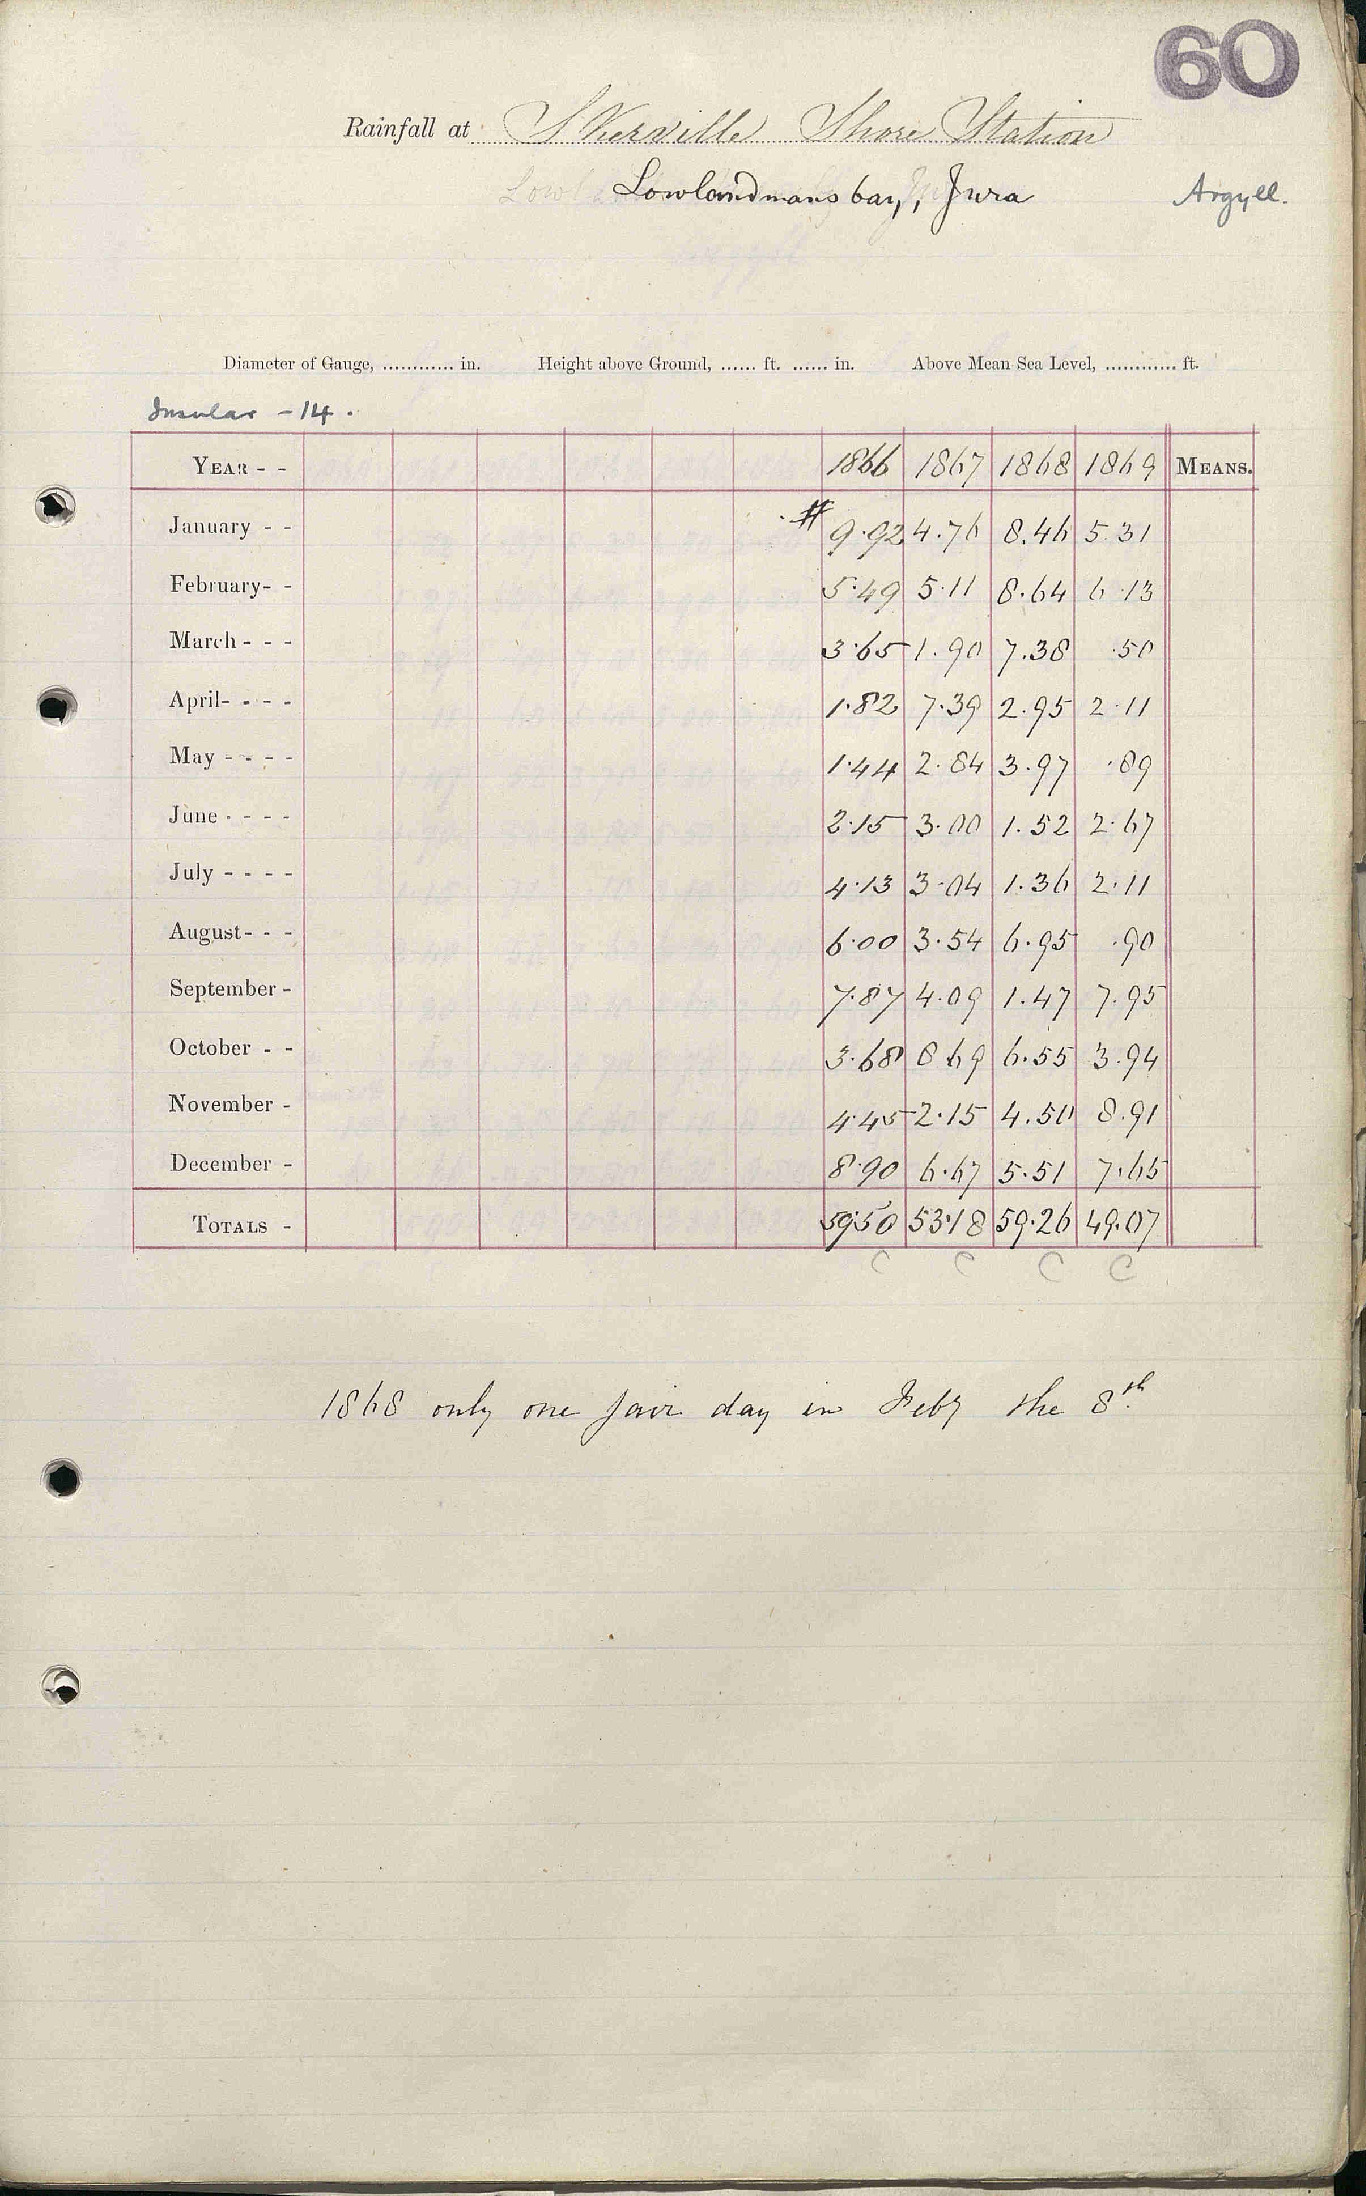 60
Rainfall at Skerville Shore Station
Lowlandmans bay, Jura Argyll.
Diameter of Gauge, ............ in. Height above Ground, ...... ft. ...... in. Above Mean Sea Level, ............ ft.
Insular - 14.
YEAR - - 1866 1867 1868 1869 MEANS.
January - - # 9.92 4.76 8.46 5.31
February- - 5.49 5.11 8.64 6.13
March - - - 3.65 1.90 7.38 .50
April- - - - 1.82 7.39 2.95 2.11
May - - - - 1.44 2.84 3.97 .89
June - - - - 2.15 3.00 1.52 2.67
July - - - - 4.13 3.04 1.36 2.11
August- - - 6.00 3.54 6.95 .90
September - 7.87 4.09 1.47 7.95
October - - 3.68 8 69 6.55 3.94
November - 4.45 2.15 4.50 8.91
December - 8.90 6.67 5.51 7.65
TOTALS - 59.50 53.18 59.26 49.07
C C C C
1868 only one fair day in Feby the 8th